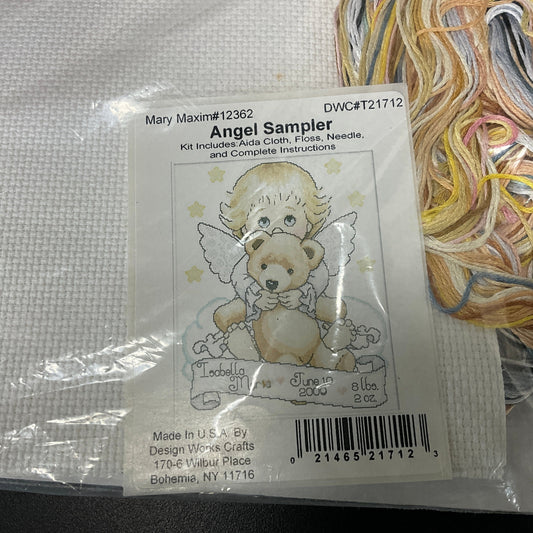 Mary Maxim#12362 DWC#T21712
Angel Sampler
Kit Includes:Aida Cloth, Floss, Needle,
and Complete Instructions
Isabella
Marie June 10 8 lbs.
2000 2 oz.
Made In U.S.A. By
Design Works Crafts
170-6 Wilbur Place
Bohemia, NY 11716
0 21465 21712 3